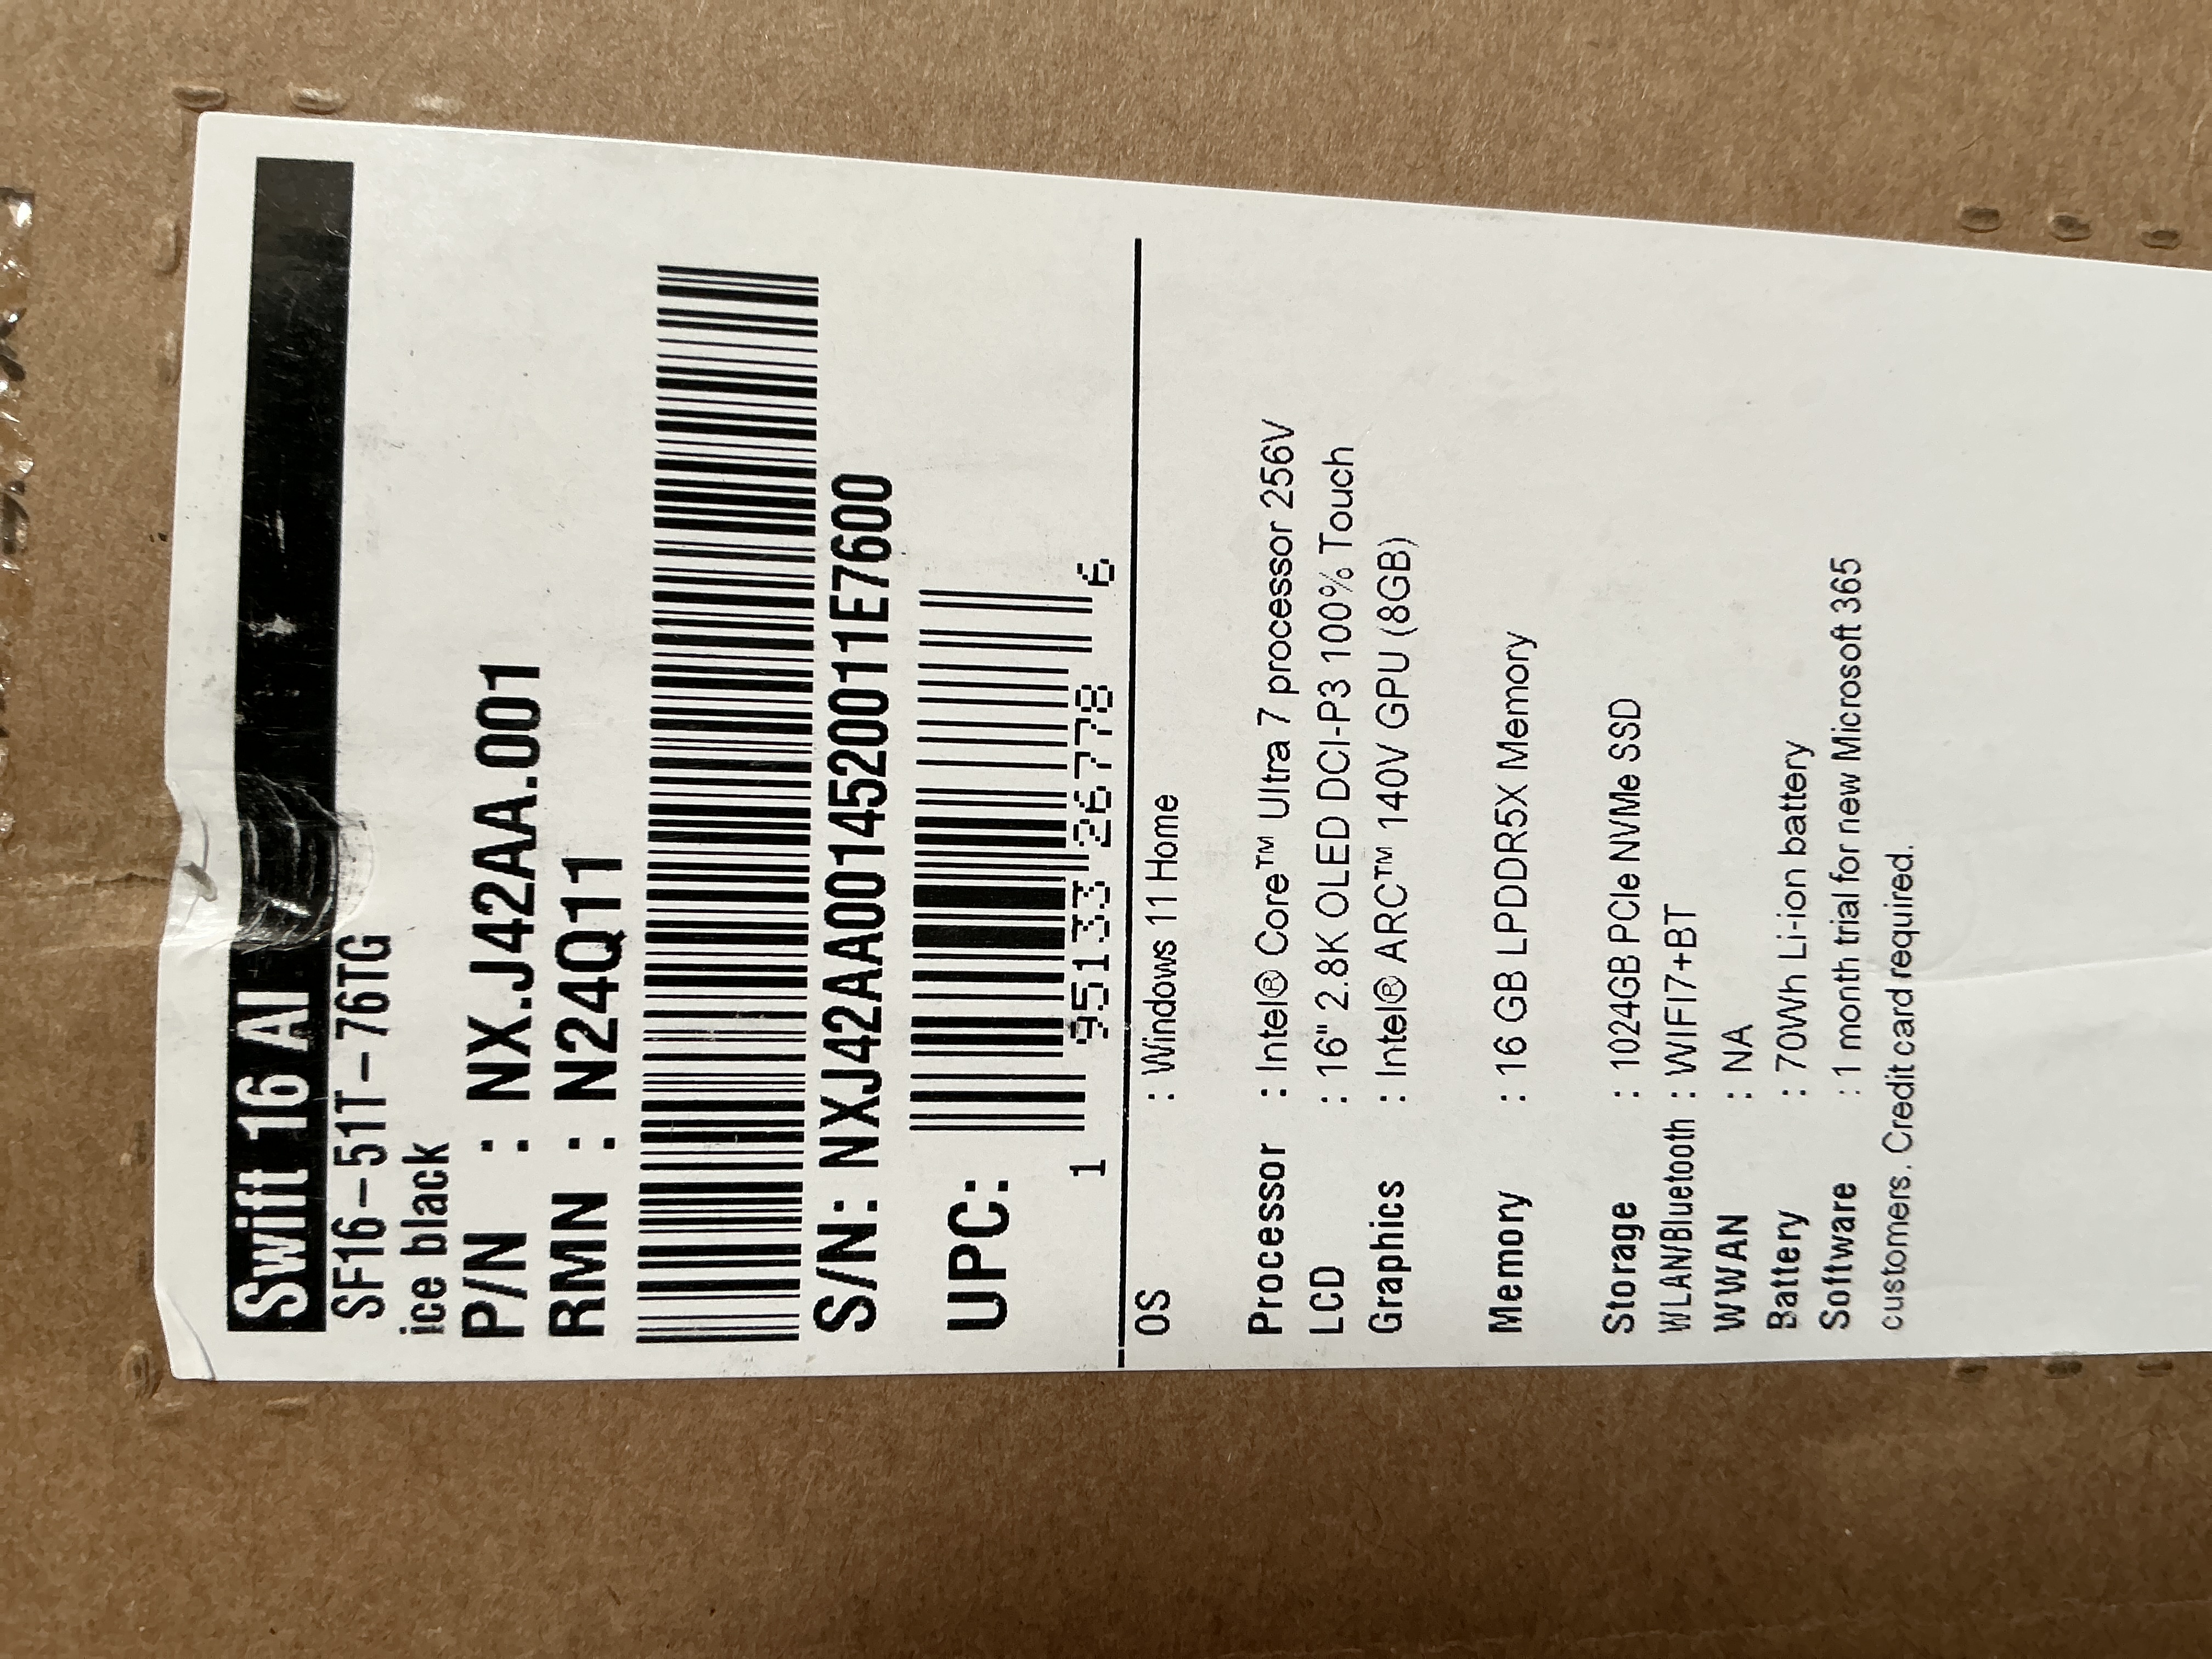 Swift 16 AI
SF16-51T-76TG
ice black
P/N : NX.J42AA.001
RMN : N24Q11
S/N: NXJ42AA0014520011E7600
UPC:
1 95133 26778 6
OS : Windows 11 Home
Processor : Intel® Core™ Ultra 7 processor 256V
LCD : 16" 2.8K OLED DCI-P3 100% Touch
Graphics : Intel® ARC™ 140V GPU (8GB)
Memory : 16 GB LPDDR5X Memory
Storage : 1024GB PCIe NVMe SSD
WLAN/Bluetooth : WIFI7+BT
WWAN : NA
Battery : 70Wh Li-ion battery
Software : 1 month trial for new Microsoft 365
customers. Credit card required.